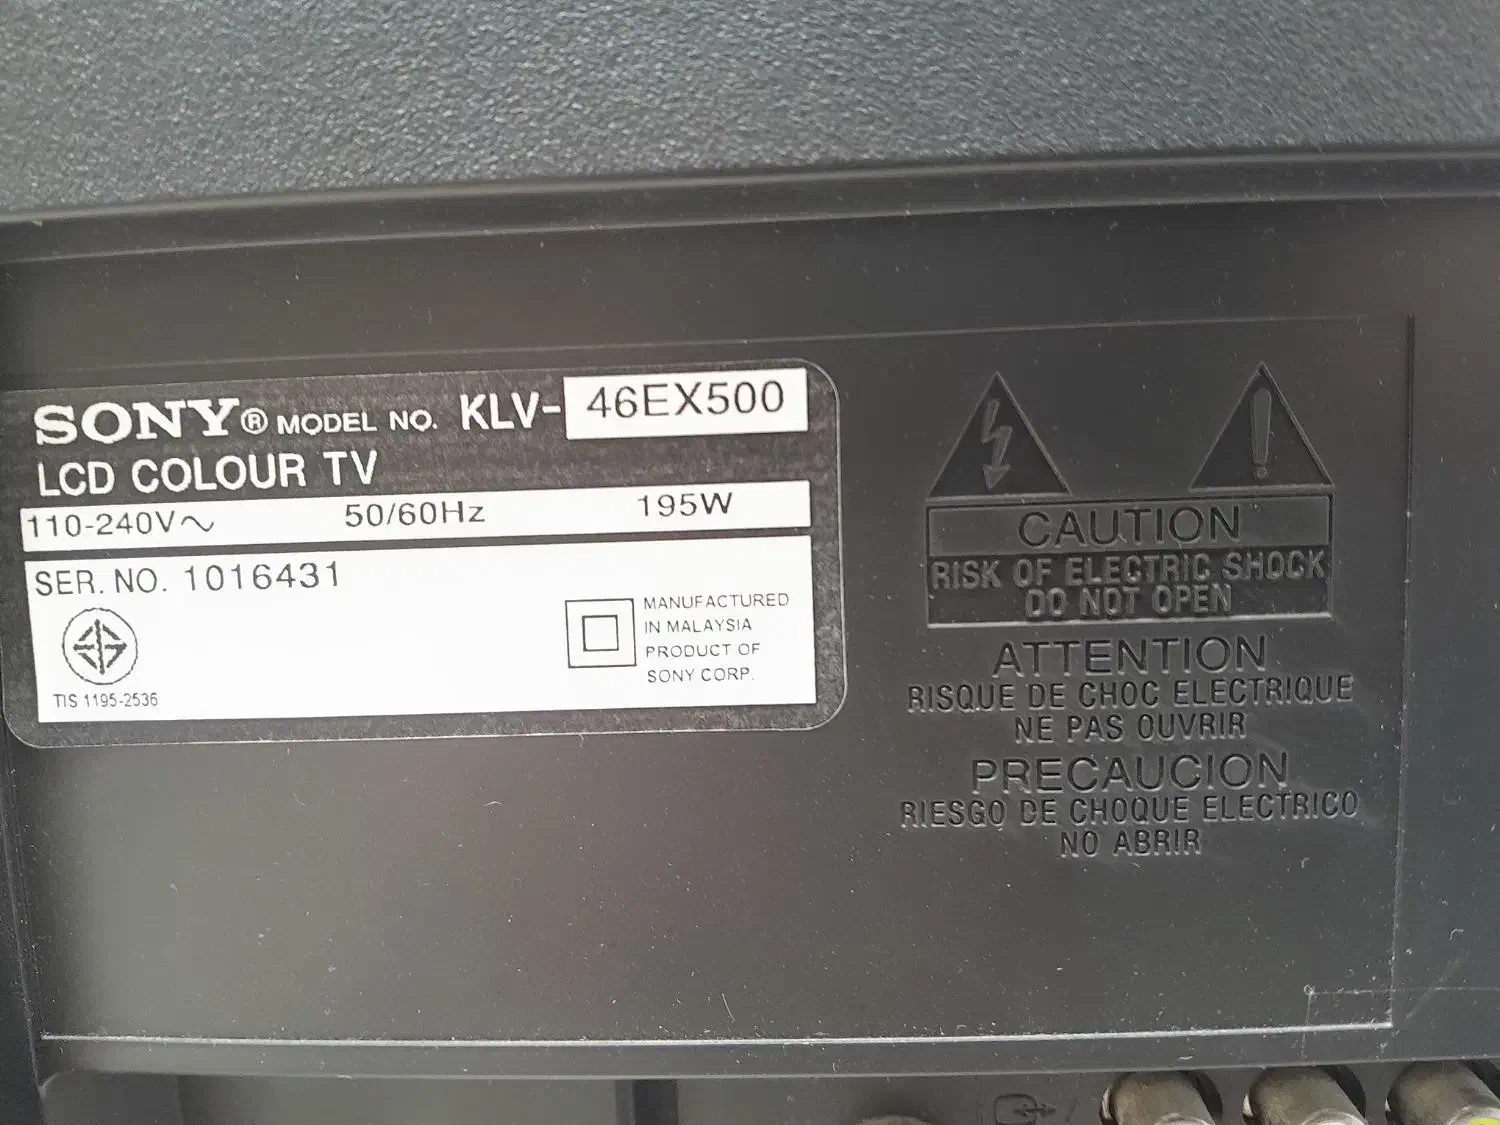 SONY® MODEL NO. KLV-46EX500
LCD COLOUR TV
110-240V~ 50/60Hz 195W
SER. NO. 1016431
MANUFACTURED
IN MALAYSIA
PRODUCT OF
SONY CORP.
TIS 1195-2536
CAUTION
RISK OF ELECTRIC SHOCK
DO NOT OPEN
ATTENTION
RISQUE DE CHOC ELECTRIQUE
NE PAS OUVRIR
PRECAUCION
RIESGO DE CHOQUE ELECTRICO
NO ABRIR